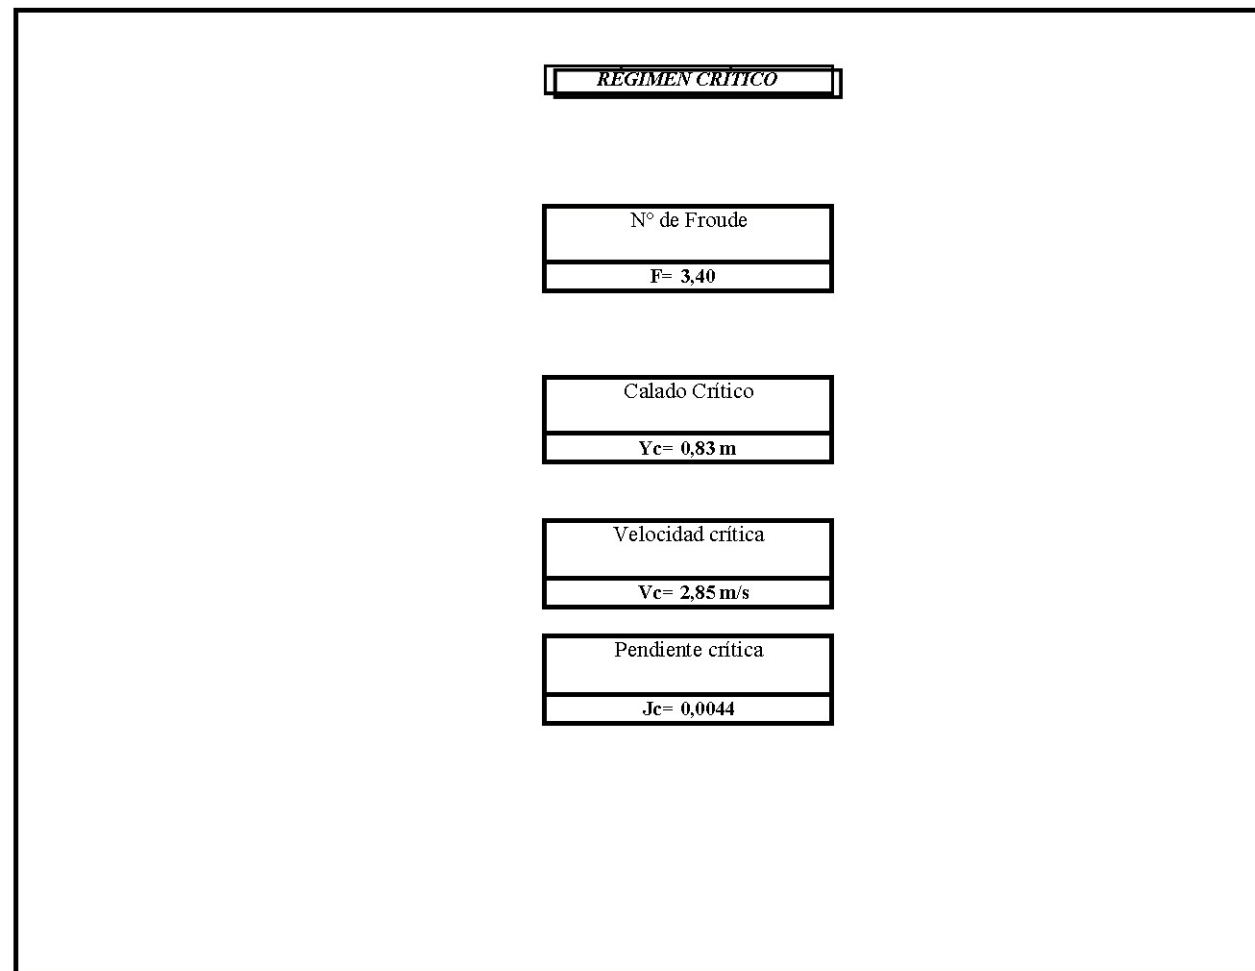 RÉGIMEN CRÍTICO
N° de Froude
F= 3,40
Calado Crítico
Yc= 0,83 m
Velocidad crítica
Vc= 2,85 m/s
Pendiente crítica
Jc= 0,0044